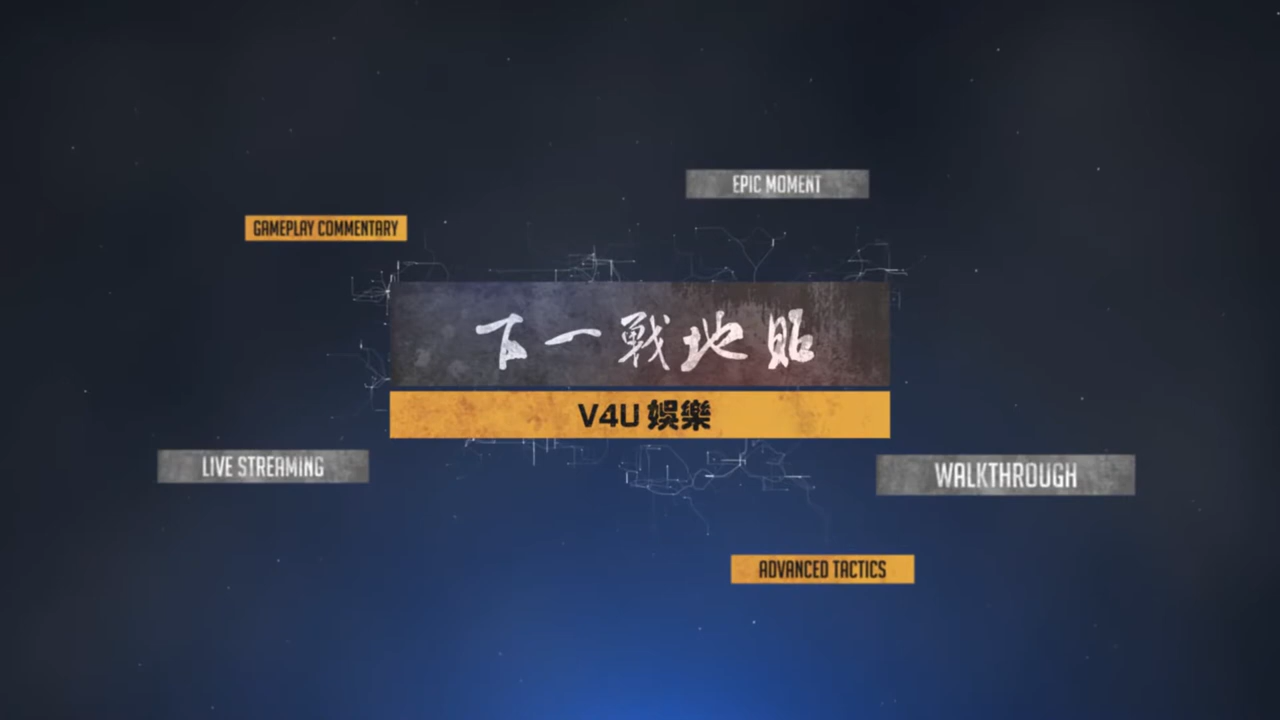 EPIC MOMENT
GAMEPLAY COMMENTARY
下一戰地點
V4U 娛樂
LIVE STREAMING
WALKTHROUGH
ADVANCED TACTICS